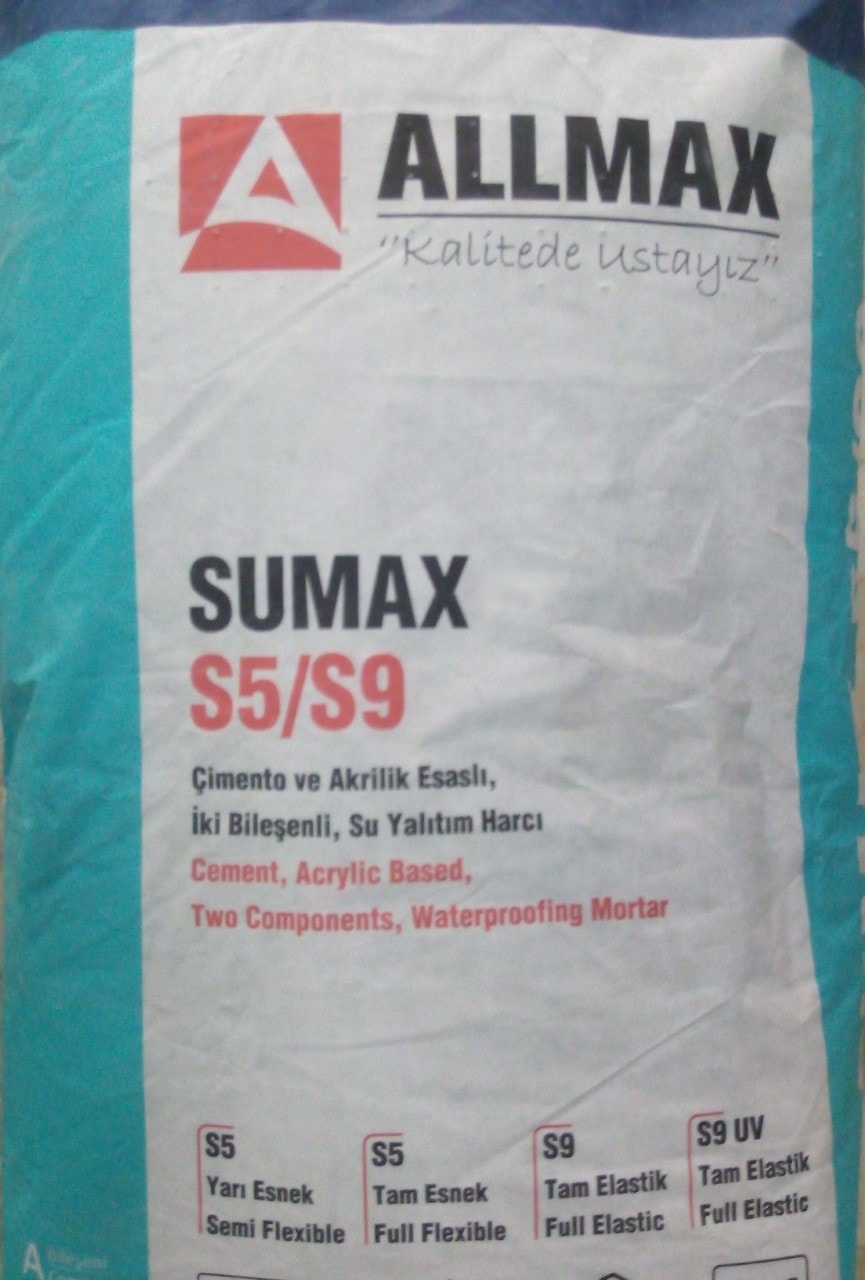 ALLMAX
"Kalitede Ustayız"
SUMAX
S5/S9
Çimento ve Akrilik Esaslı,
İki Bileşenli, Su Yalıtım Harcı
Cement, Acrylic Based,
Two Components, Waterproofing Mortar
S5
Yarı Esnek
Semi Flexible
S5
Tam Esnek
Full Flexible
S9
Tam Elastik
Full Elastic
S9 UV
Tam Elastik
Full Elastic
A Bileşeni